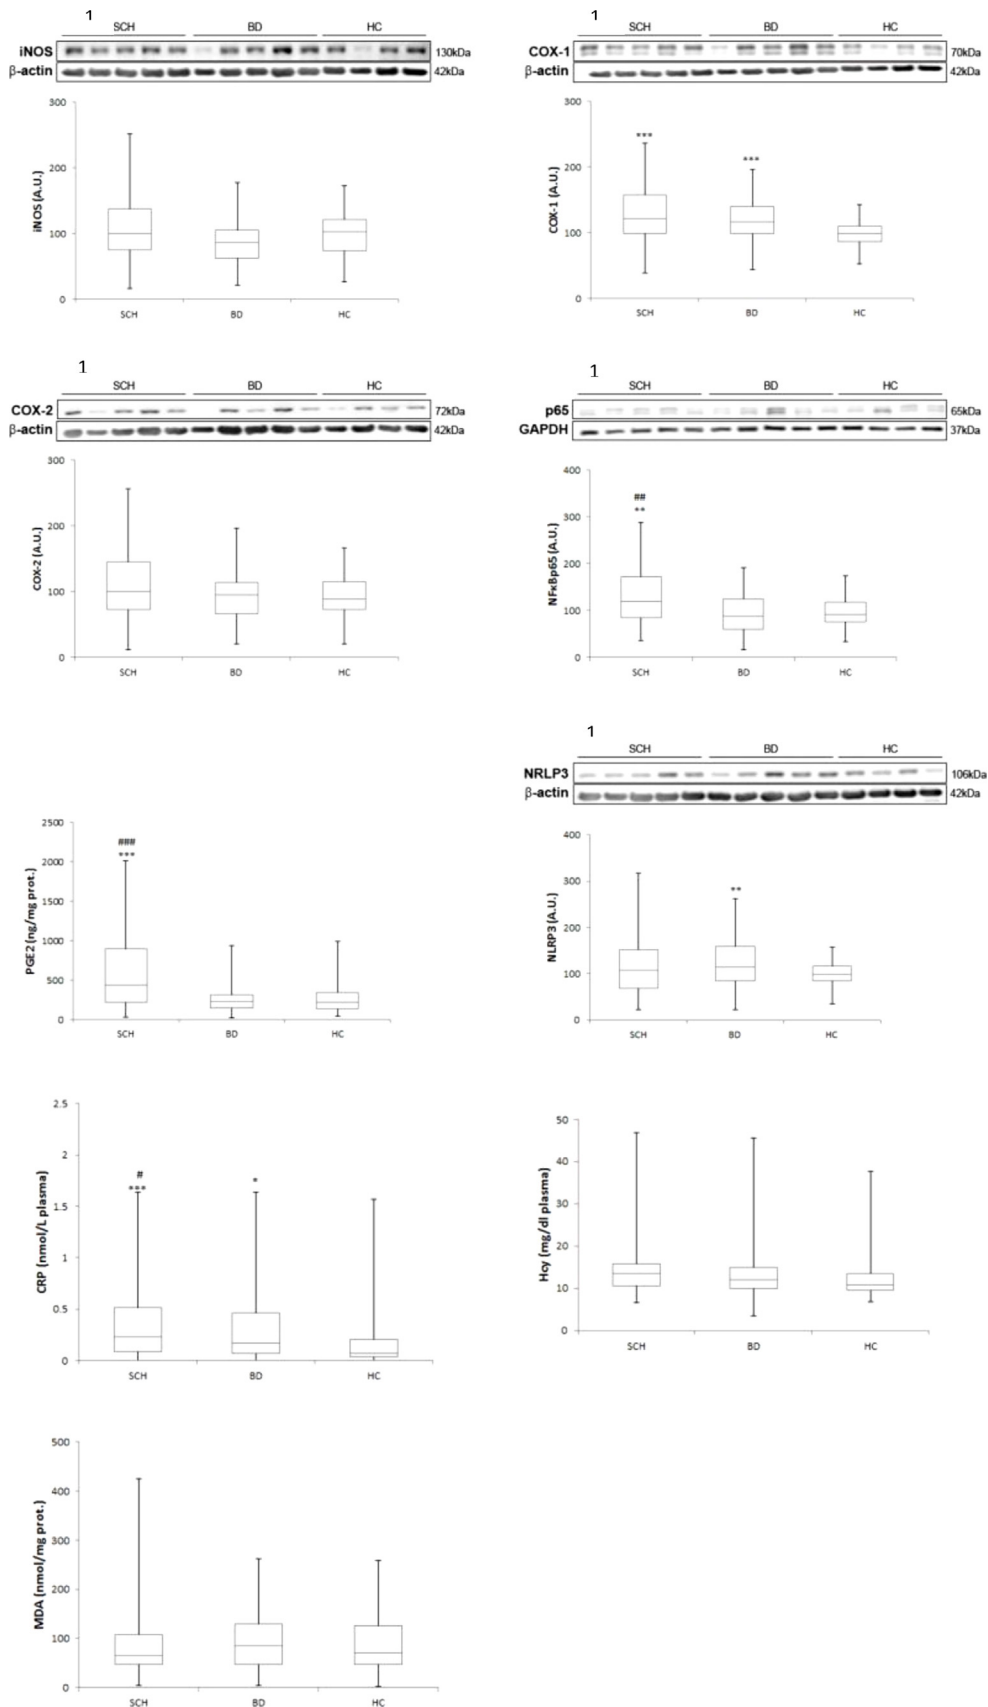 1
SCH BD HC
iNOS 130kDa
β-actin 42kDa
300
200
100
0
iNOS (A.U.)
SCH BD HC
1
SCH BD HC
COX-1 70kDa
β-actin 42kDa
300
200
100
0
COX-1 (A.U.)
***
***
SCH BD HC
1
SCH BD HC
COX-2 72kDa
β-actin 42kDa
300
200
100
0
COX-2 (A.U.)
SCH BD HC
1
SCH BD HC
p65 65kDa
GAPDH 37kDa
400
300
200
100
0
NFκBp65 (A.U.)
##
**
SCH BD HC
2500
2000
1500
1000
500
0
PGE2 (ng/mg prot.)
###
***
SCH BD HC
1
SCH BD HC
NRLP3 106kDa
β-actin 42kDa
400
300
200
100
0
NLRP3 (A.U.)
**
SCH BD HC
2.5
2
1.5
1
0.5
0
CRP (nmol/L plasma)
#
***
*
SCH BD HC
50
40
30
20
10
0
Hcy (mg/dl plasma)
SCH BD HC
500
400
300
200
100
0
MDA (nmol/mg prot.)
SCH BD HC